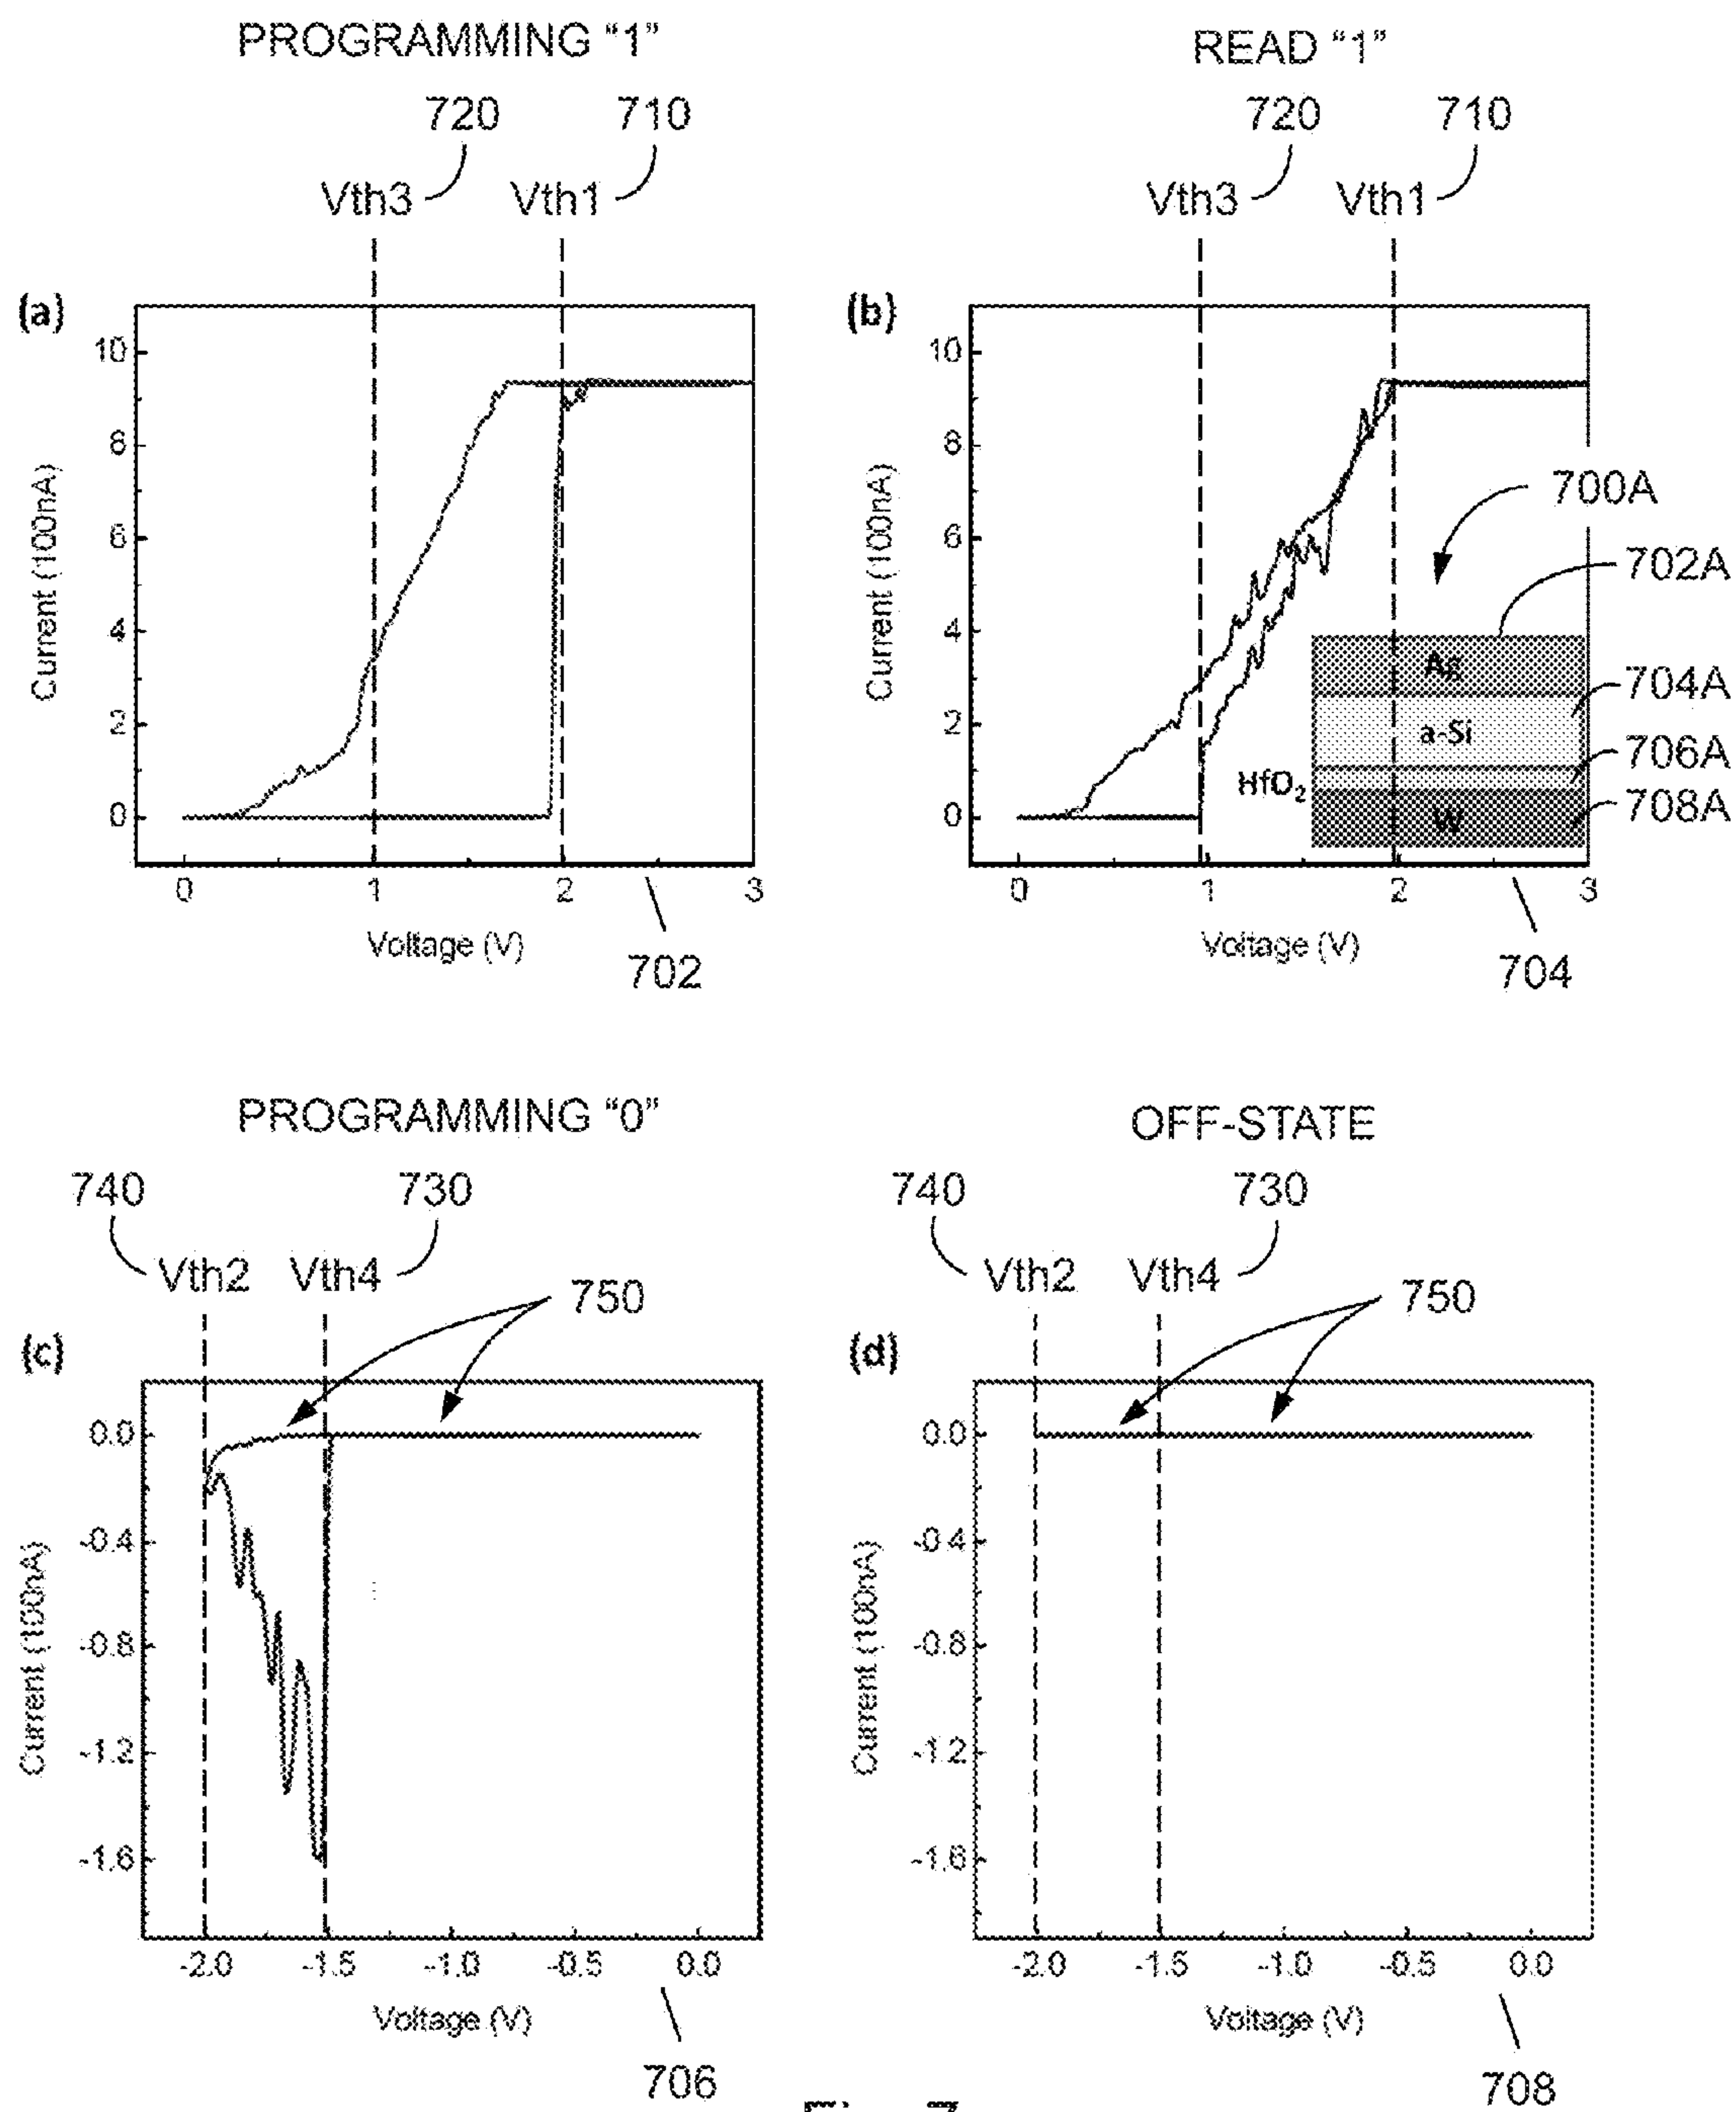 PROGRAMMING “1”
720
710
Vth3
Vth1
(a)
10
8
6
4
2
0
Current (100nA)
0
1
2
3
Voltage (V)
702
READ “1”
720
710
Vth3
Vth1
(b)
10
8
6
4
2
0
Current (100nA)
700A
702A
Ag
704A
a-Si
706A
HfO2
708A
W
0
1
2
3
Voltage (V)
704
PROGRAMMING “0”
740
730
Vth2
Vth4
750
(c)
0.0
-0.4
-0.8
-1.2
-1.6
Current (100nA)
-2.0
-1.5
-1.0
-0.5
0.0
Voltage (V)
706
OFF-STATE
740
730
Vth2
Vth4
750
(d)
0.0
-0.4
-0.8
-1.2
-1.6
Current (100nA)
-2.0
-1.5
-1.0
-0.5
0.0
Voltage (V)
708